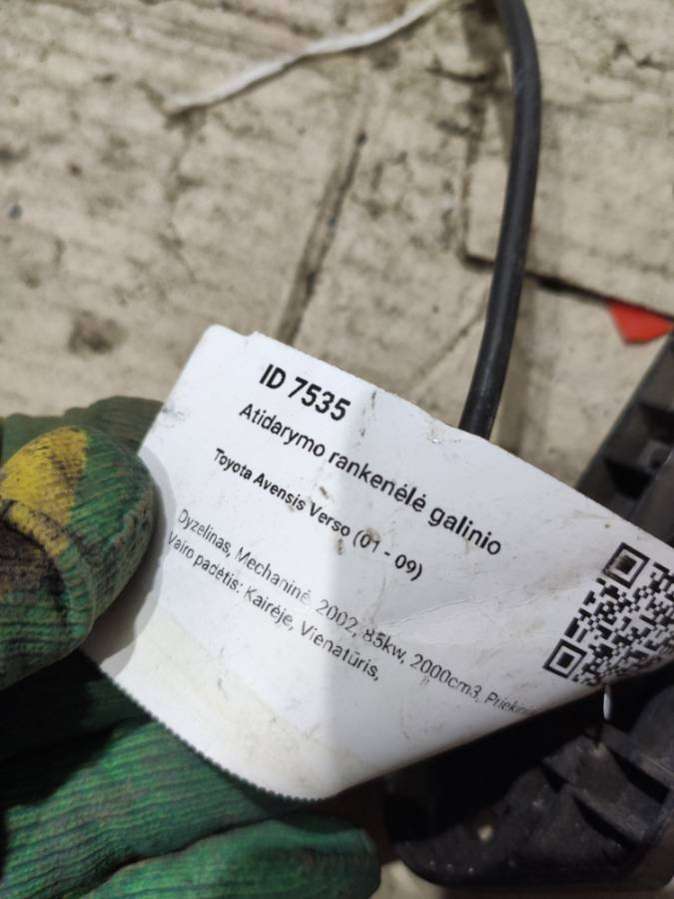 ID 7535
Atidarymo rankenėlė galinio
Toyota Avensis Verso (01 - 09)
Dyzelinas, Mechaninė, 2002, 85kw, 2000cm3,
Vairo padėtis: Kairėje, Vienatūris,